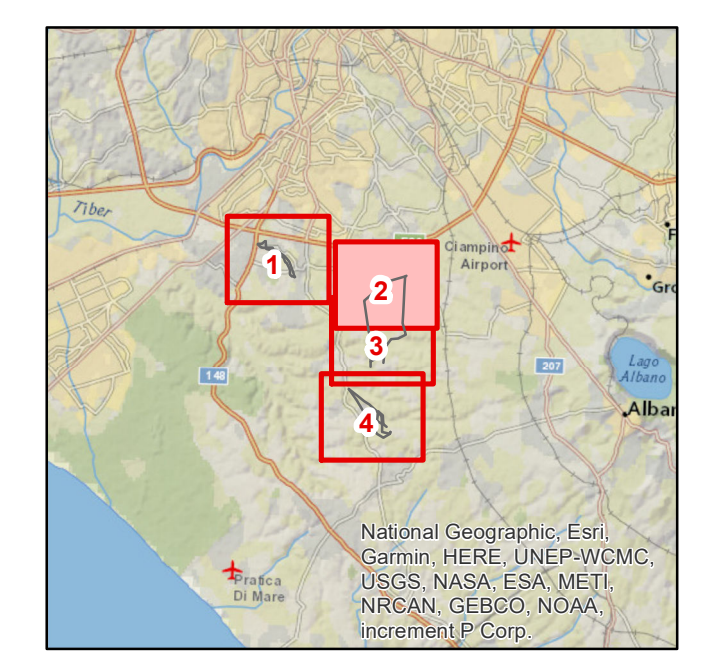 Tiber
Ciampino
Airport
F
Gro
1
2
3
4
148
207
Lago
Albano
Albar
Pratica
Di Mare
National Geographic, Esri,
Garmin, HERE, UNEP-WCMC,
USGS, NASA, ESA, METI,
NRCAN, GEBCO, NOAA,
increment P Corp.